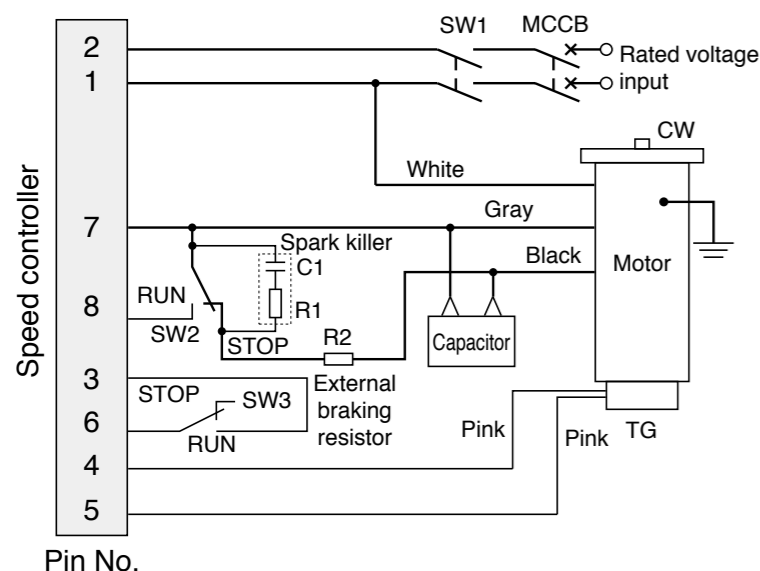 SW1
MCCB
2
Rated voltage
input
1
CW
White
Speed controller
7
Gray
Spark killer
C1
Black
Motor
RUN
8
R1
SW2
STOP
R2
Capacitor
3
STOP
SW3
External
braking
resistor
6
RUN
Pink
Pink
TG
4
5
Pin No.